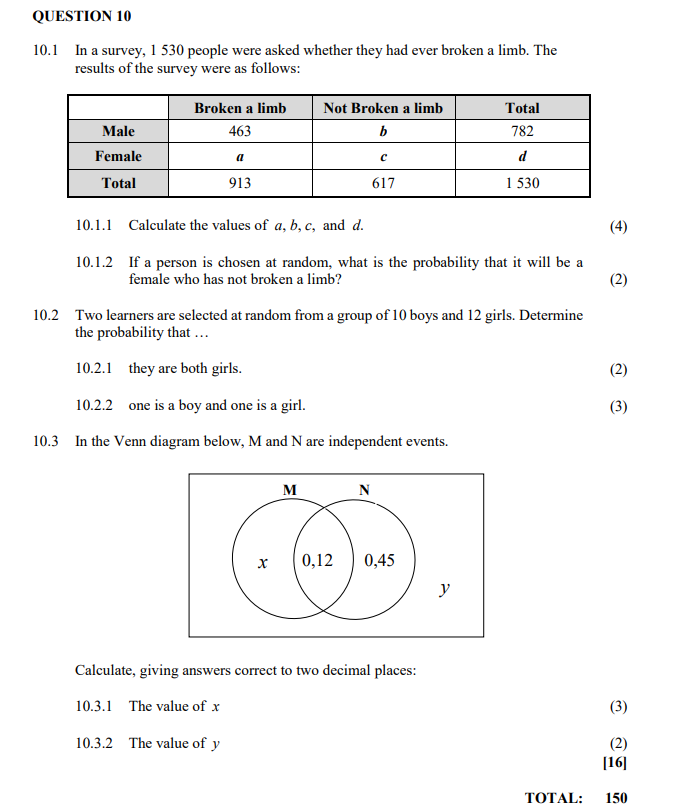 QUESTION 10
10.1 In a survey, 1 530 people were asked whether they had ever broken a limb. The
results of the survey were as follows:
Broken a limb Not Broken a limb Total
Male 463 b 782
Female a c d
Total 913 617 1 530
10.1.1 Calculate the values of a, b, c, and d. (4)
10.1.2 If a person is chosen at random, what is the probability that it will be a
female who has not broken a limb? (2)
10.2 Two learners are selected at random from a group of 10 boys and 12 girls. Determine
the probability that …
10.2.1 they are both girls. (2)
10.2.2 one is a boy and one is a girl. (3)
10.3 In the Venn diagram below, M and N are independent events.
M N
x 0,12 0,45
y
Calculate, giving answers correct to two decimal places:
10.3.1 The value of x (3)
10.3.2 The value of y (2)
[16]
TOTAL: 150